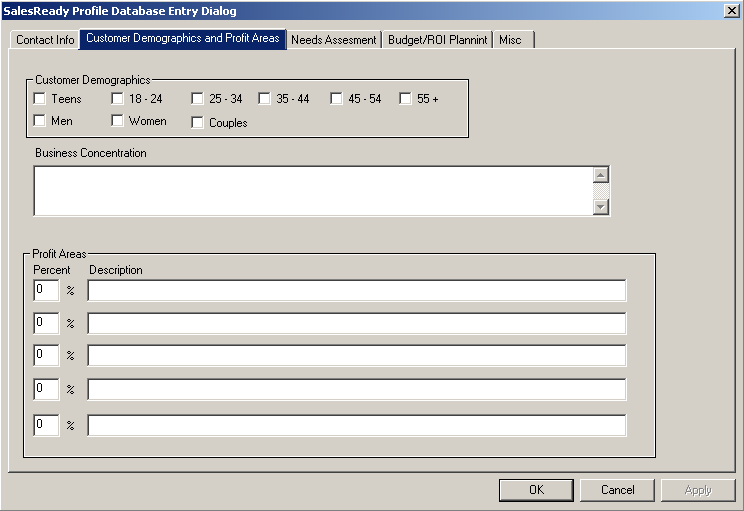 SalesReady Profile Database Entry Dialog
Contact Info Customer Demographics and Profit Areas Needs Assesment Budget/ROI Plannint Misc
Customer Demographics
Teens 18 - 24 25 - 34 35 - 44 45 - 54 55 +
Men Women Couples
Business Concentration
Profit Areas
Percent Description
0 %
0 %
0 %
0 %
0 %
OK Cancel Apply